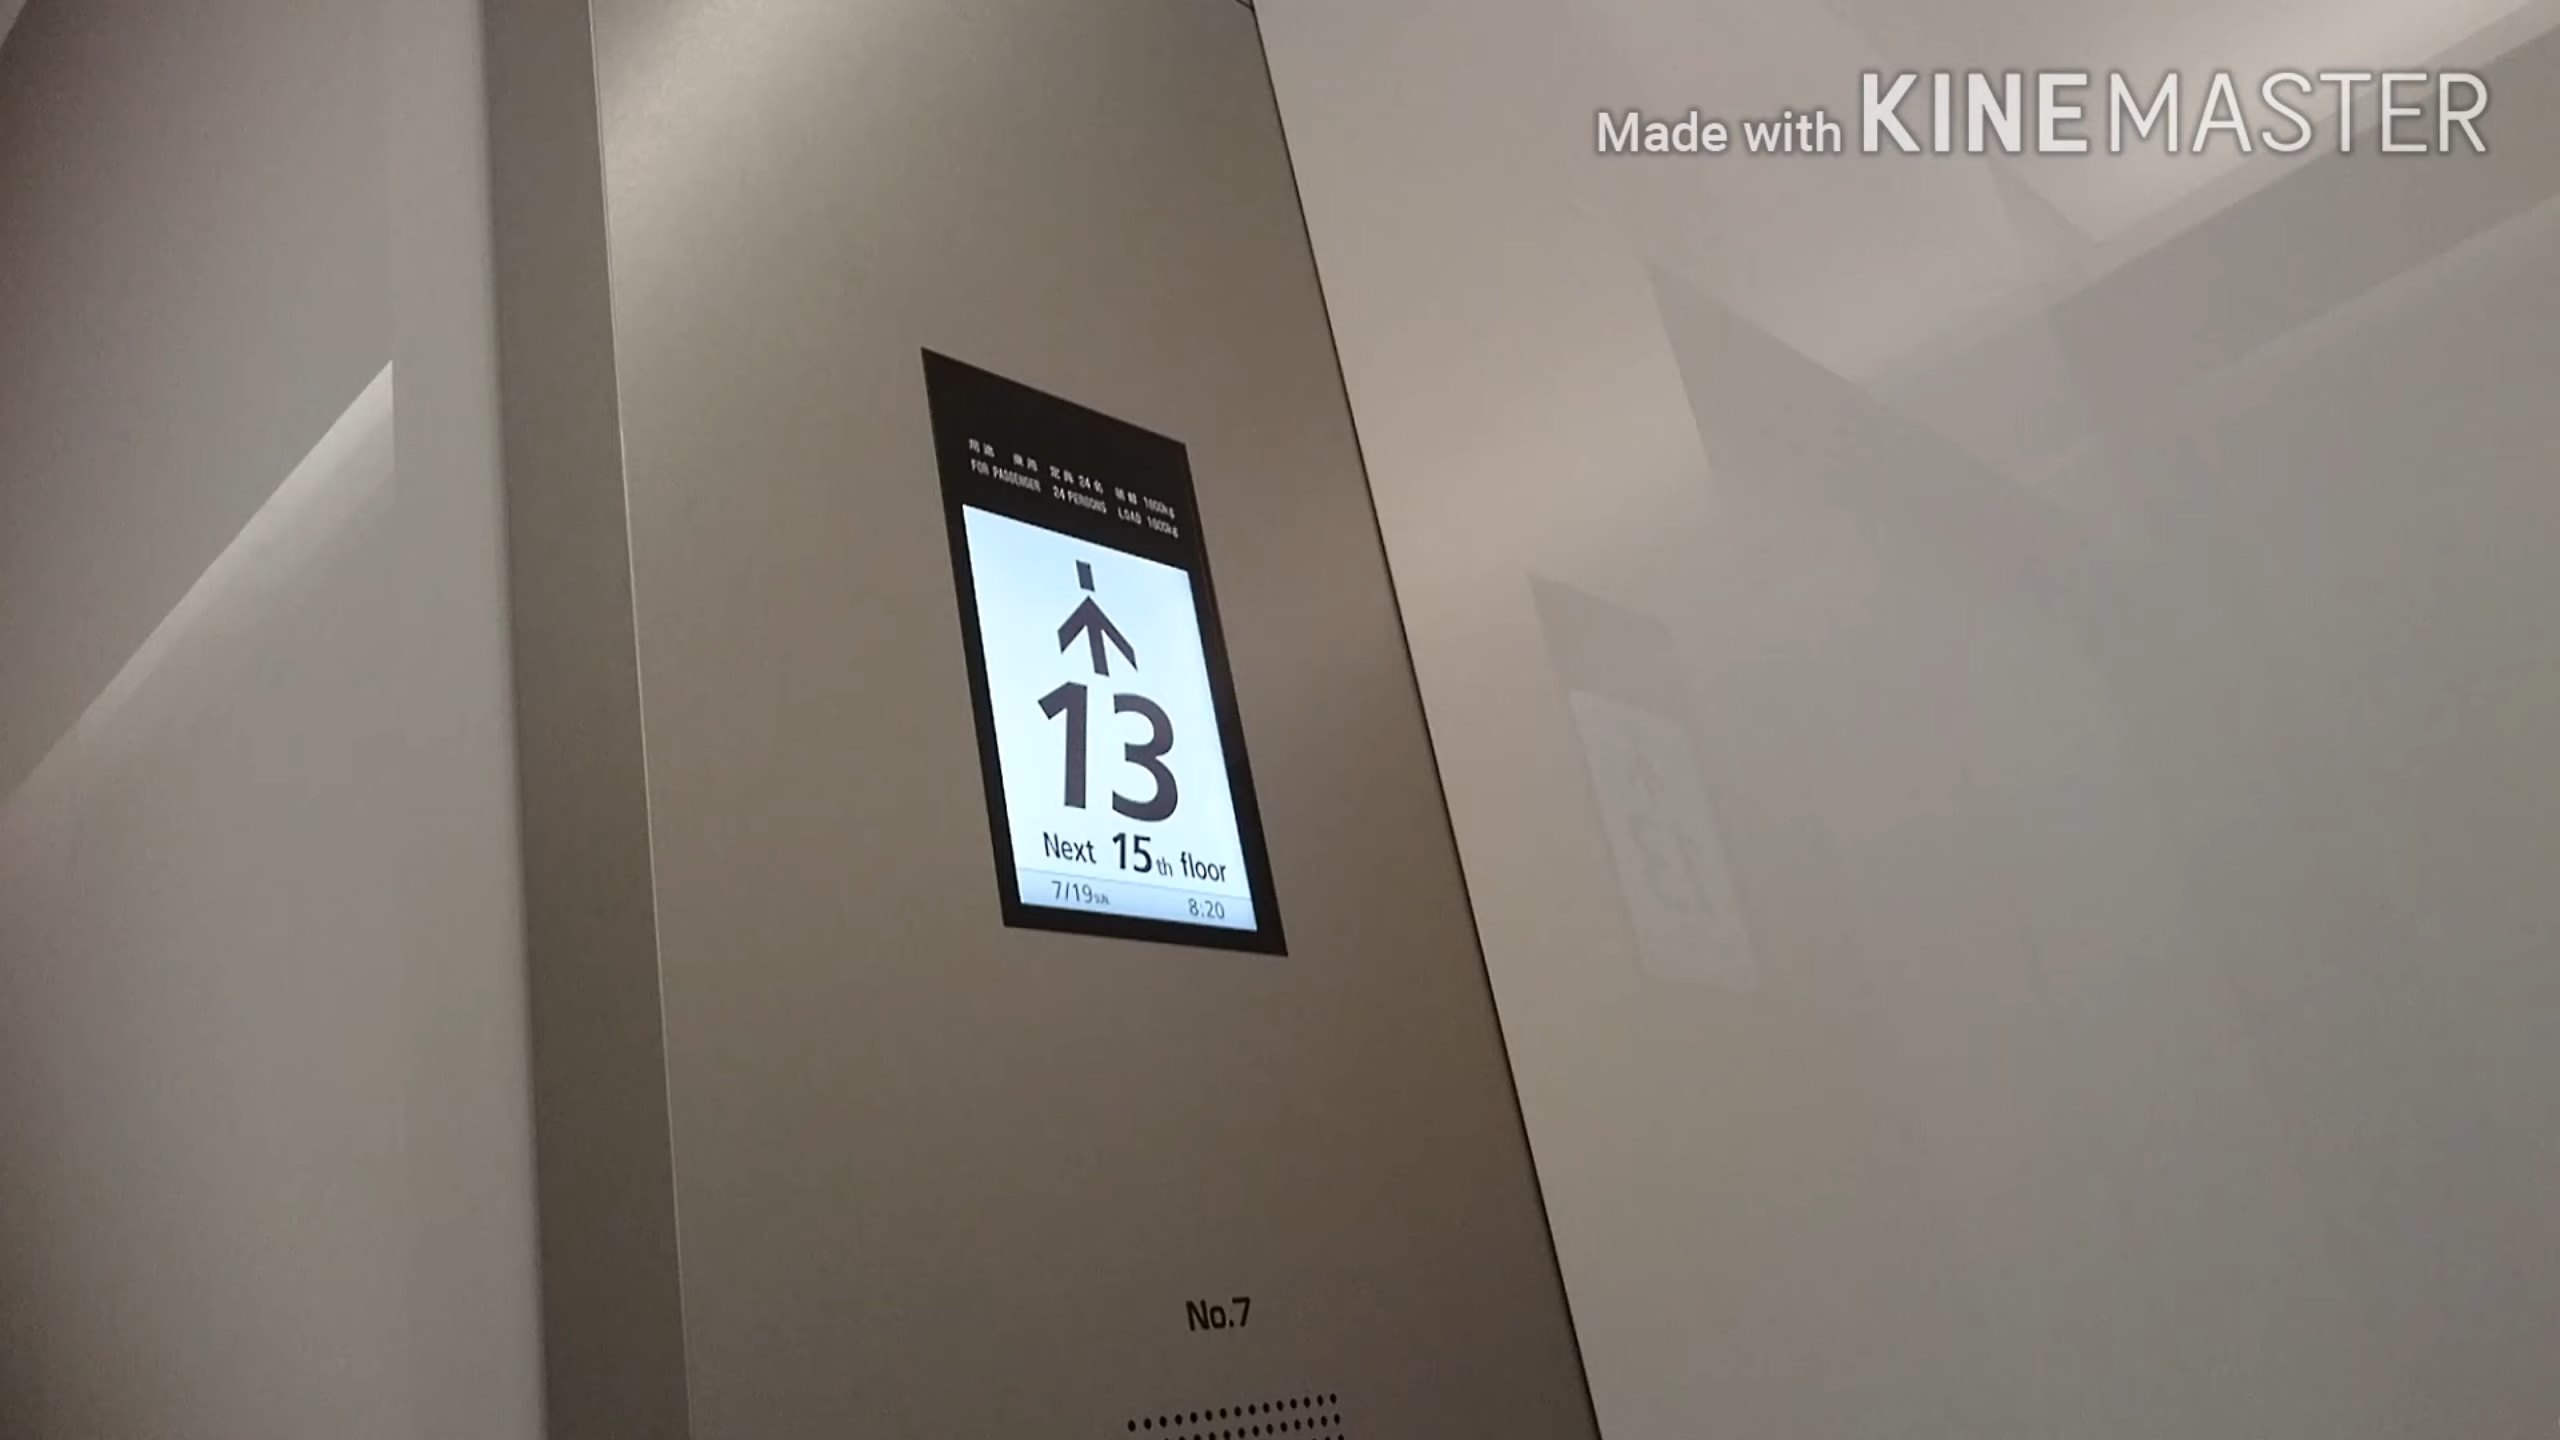 Made with KINEMASTER
用途 乗用 定員 24名 積載 1600kg
FOR PASSENGER 24 PERSONS LOAD 1600kg
13
Next 15th floor
7/19 SUN. 8:20
No.7